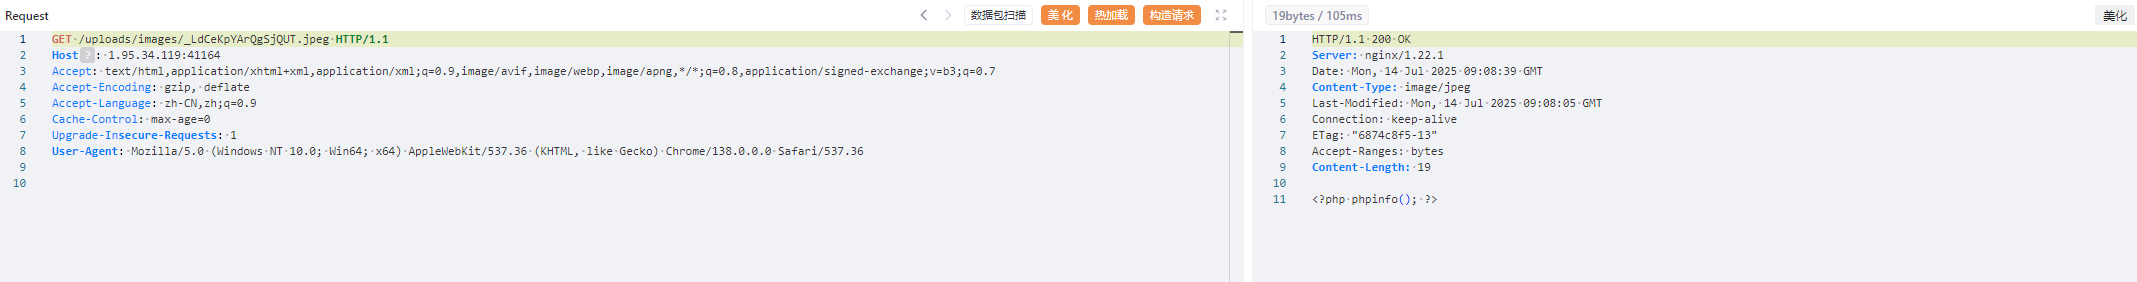 Request
数据包扫描
美化
热加载
构造请求
1 GET /uploads/images/_LdCeKpYArQgSjQUT.jpeg HTTP/1.1
2 Host ? : 1.95.34.119:41164
3 Accept: text/html,application/xhtml+xml,application/xml;q=0.9,image/avif,image/webp,image/apng,*/*;q=0.8,application/signed-exchange;v=b3;q=0.7
4 Accept-Encoding: gzip, deflate
5 Accept-Language: zh-CN,zh;q=0.9
6 Cache-Control: max-age=0
7 Upgrade-Insecure-Requests: 1
8 User-Agent: Mozilla/5.0 (Windows NT 10.0; Win64; x64) AppleWebKit/537.36 (KHTML, like Gecko) Chrome/138.0.0.0 Safari/537.36
9
10
19bytes / 105ms
美化
1 HTTP/1.1 200 OK
2 Server: nginx/1.22.1
3 Date: Mon, 14 Jul 2025 09:08:39 GMT
4 Content-Type: image/jpeg
5 Last-Modified: Mon, 14 Jul 2025 09:08:05 GMT
6 Connection: keep-alive
7 ETag: "6874c8f5-13"
8 Accept-Ranges: bytes
9 Content-Length: 19
10
11 <?php phpinfo(); ?>